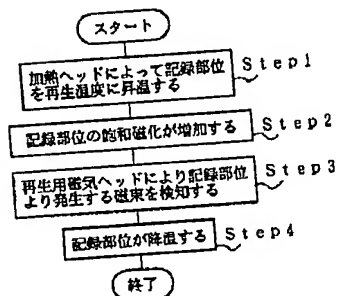 スタート
加熱ヘッドによって記録部位 Step1
を再生温度に昇温する
記録部位の飽和磁化が増加する Step2
再生用磁気ヘッドにより記録部位 Step3
より発生する磁束を検知する
記録部位が降温する Step4
終了